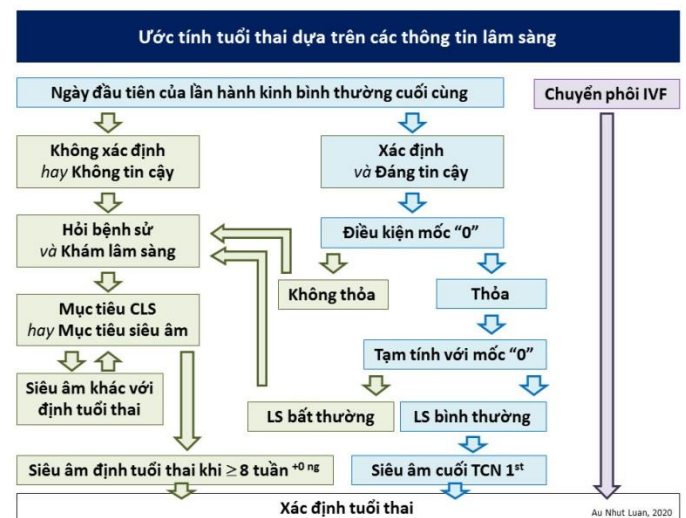 Ước tính tuổi thai dựa trên các thông tin lâm sàng
Ngày đầu tiên của lần hành kinh bình thường cuối cùng
Chuyển phôi IVF
Không xác định
hay Không tin cậy
Xác định
và Đáng tin cậy
Hỏi bệnh sử
và Khám lâm sàng
Điều kiện mốc “0”
Không thỏa
Thỏa
Mục tiêu CLS
hay Mục tiêu siêu âm
Tạm tính với mốc “0”
Siêu âm khác với
định tuổi thai
LS bất thường
LS bình thường
Siêu âm định tuổi thai khi ≥ 8 tuần +0 ng
Siêu âm cuối TCN 1st
Xác định tuổi thai
Au Nhut Luan, 2020